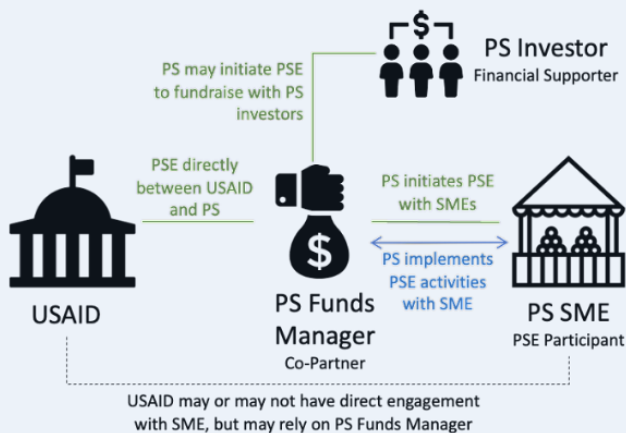 $
PS Investor
Financial Supporter
PS may initiate PSE
to fundraise with PS
investors
PSE directly
between USAID
and PS
PS initiates PSE
with SMEs
$
PS implements
PSE activities
with SME
USAID
PS Funds
Manager
Co-Partner
PS SME
PSE Participant
USAID may or may not have direct engagement
with SME, but may rely on PS Funds Manager